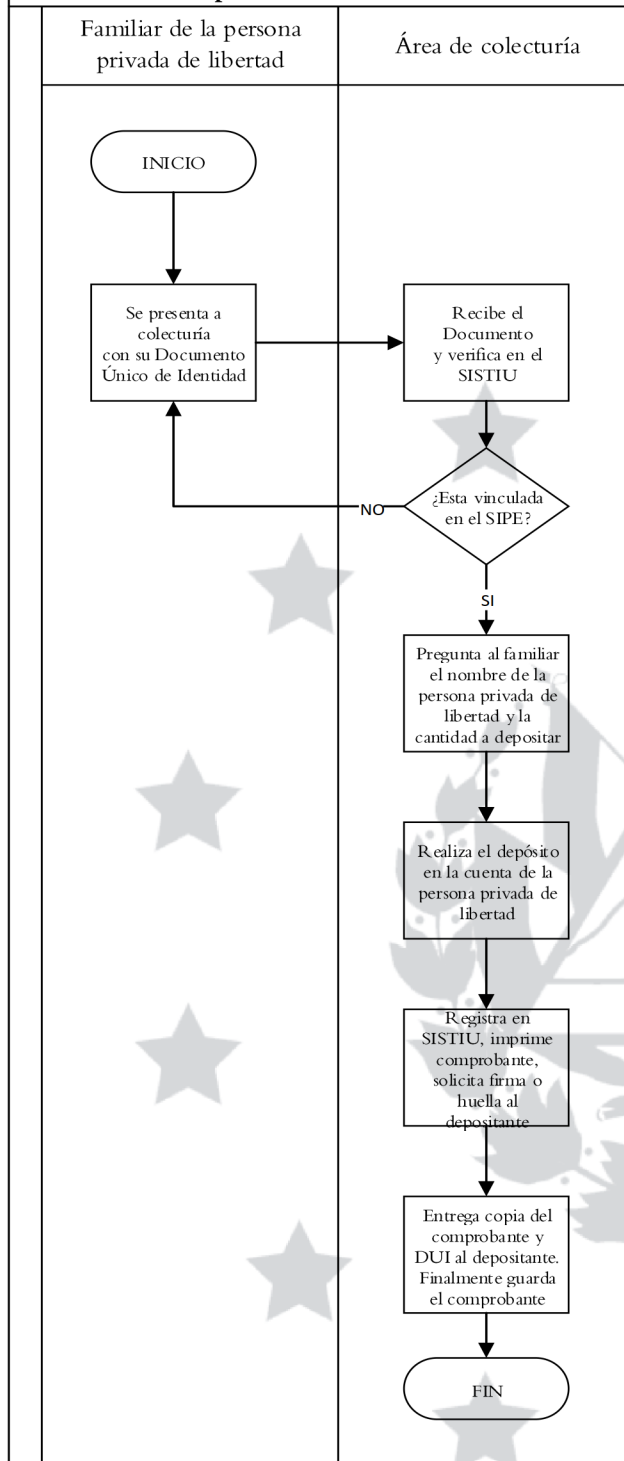 Familiar de la persona
privada de libertad
Área de colecturía
INICIO
Se presenta a
colecturía
con su Documento
Único de Identidad
Recibe el
Documento
y verifica en el
SISTIU
¿Esta vinculada
en el SIPE?
NO
SI
Pregunta al familiar
el nombre de la
persona privada de
libertad y la
cantidad a depositar
Realiza el depósito
en la cuenta de la
persona privada de
libertad
Registra en
SISTIU, imprime
comprobante,
solicita firma o
huella al
depositante
Entrega copia del
comprobante y
DUI al depositante.
Finalmente guarda
el comprobante
FIN